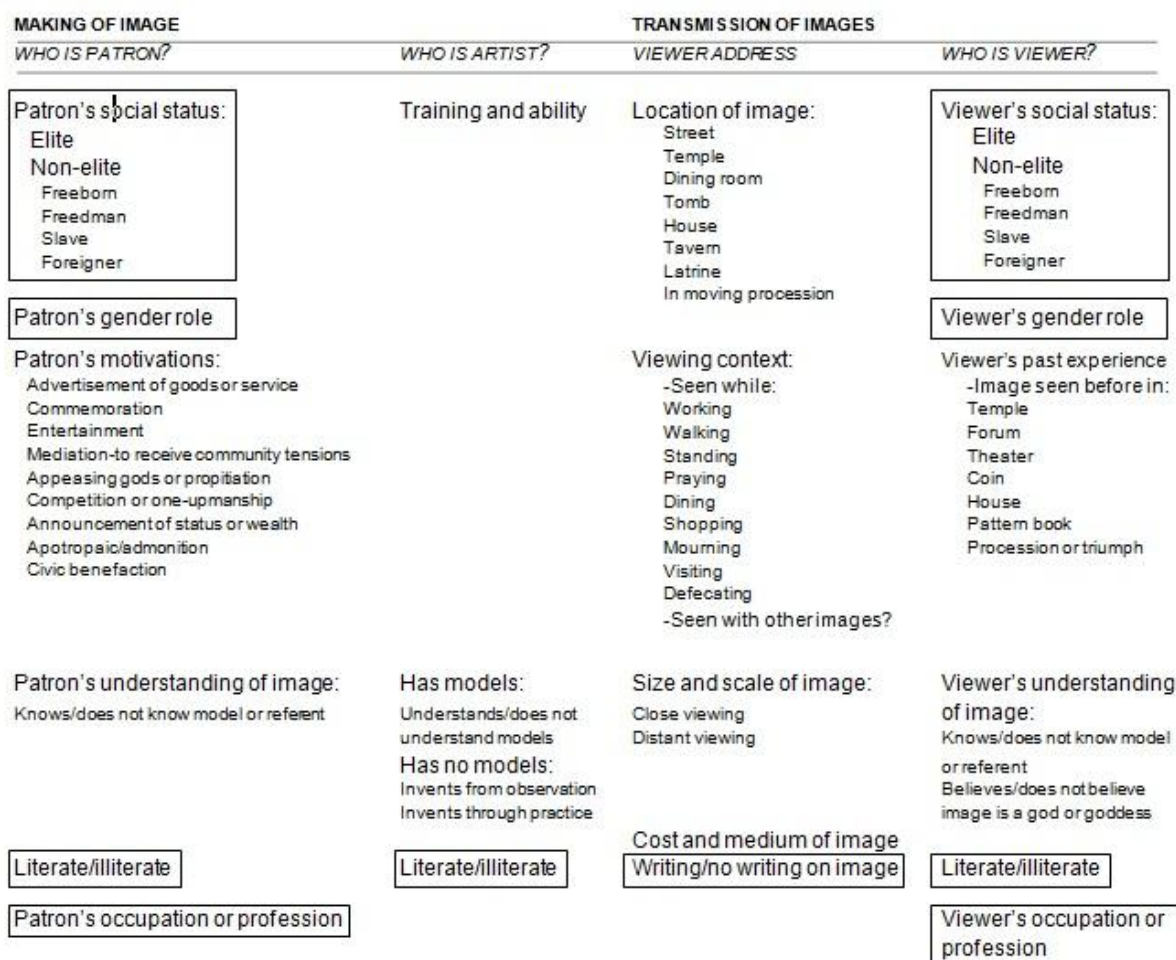 MAKING OF IMAGE
TRANSMISSION OF IMAGES
WHO IS PATRON?
WHO IS ARTIST?
VIEWER ADDRESS
WHO IS VIEWER?
Patron's social status:
Elite
Non-elite
Freeborn
Freedman
Slave
Foreigner
Patron's gender role
Patron's motivations:
Advertisement of goods or service
Commemoration
Entertainment
Mediation-to receive community tensions
Appeasing gods or propitiation
Competition or one-upmanship
Announcement of status or wealth
Apotropaic/admonition
Civic benefaction
Patron's understanding of image:
Knows/does not know model or referent
Literate/illiterate
Patron's occupation or profession
Training and ability
Has models:
Understands/does not
understand models
Has no models:
Invents from observation
Invents through practice
Literate/illiterate
Location of image:
Street
Temple
Dining room
Tomb
House
Tavern
Latrine
In moving procession
Viewing context:
-Seen while:
Working
Walking
Standing
Praying
Dining
Shopping
Mourning
Visiting
Defecating
-Seen with other images?
Size and scale of image:
Close viewing
Distant viewing
Cost and medium of image
Writing/no writing on image
Viewer's social status:
Elite
Non-elite
Freeborn
Freedman
Slave
Foreigner
Viewer's gender role
Viewer's past experience
-Image seen before in:
Temple
Forum
Theater
Coin
House
Pattern book
Procession or triumph
Viewer's understanding
of image:
Knows/does not know model
or referent
Believes/does not believe
image is a god or goddess
Literate/illiterate
Viewer's occupation or
profession